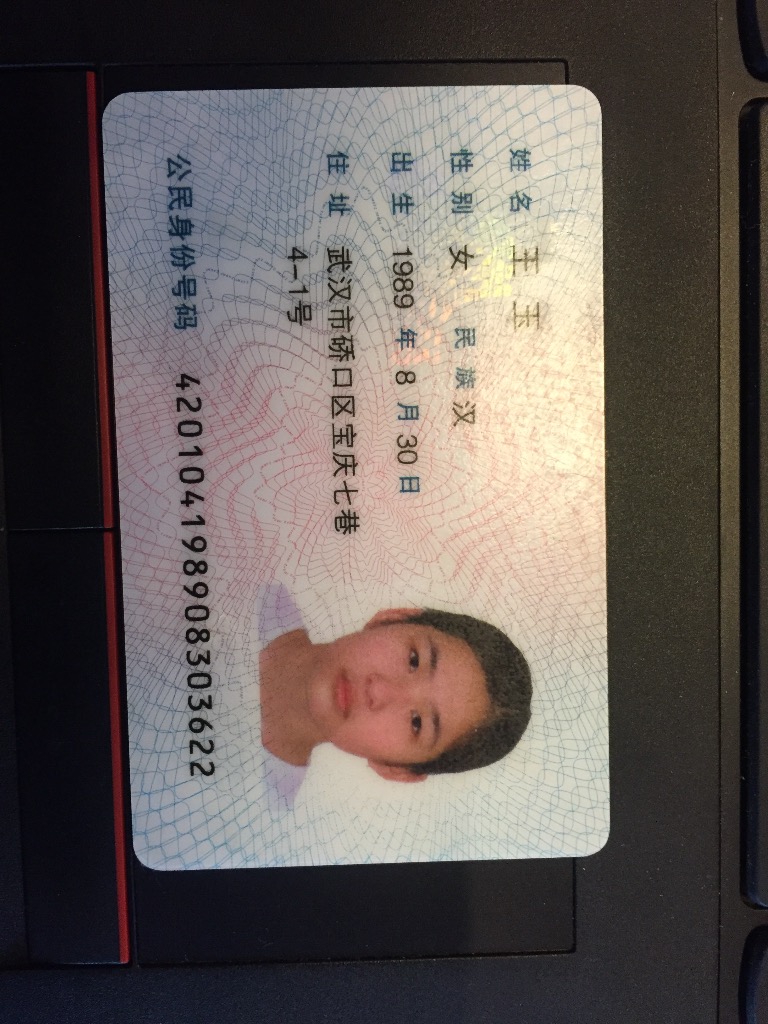 姓名 王玉
性别 女 民族 汉
出生 1989 年 8 月 30 日
住址 武汉市硚口区宝庆七巷
4-1号
公民身份号码 420104198908303622